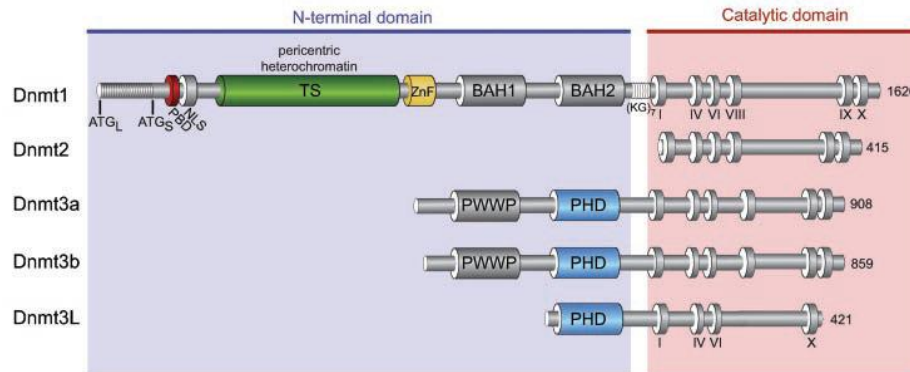 N-terminal domain
Catalytic domain
pericentric
heterochromatin
Dnmt1
TS
ZnF
BAH1
BAH2
(KG)7
1620
ATGL
ATGS
PBD
NLS
I
IV
VI
VIII
IX
X
Dnmt2
415
Dnmt3a
PWWP
PHD
908
Dnmt3b
PWWP
PHD
859
Dnmt3L
PHD
421
I
IV
VI
X